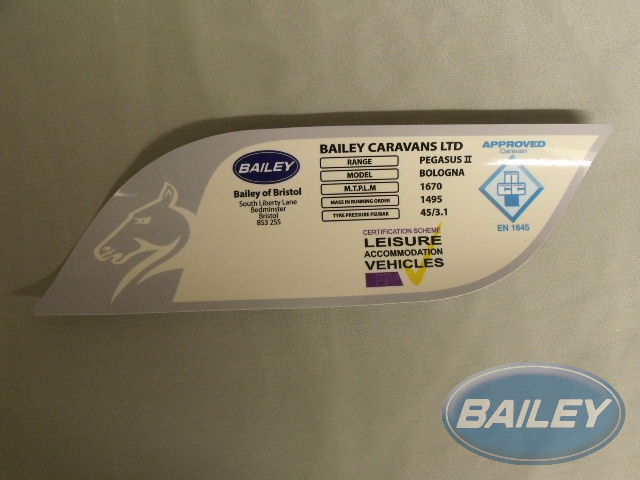 BAILEY
Bailey of Bristol
South Liberty Lane
Bedminster
Bristol
BS3 2SS
BAILEY CARAVANS LTD
RANGE PEGASUS II
MODEL BOLOGNA
M.T.P.L.M 1670
MASS IN RUNNING ORDER 1495
TYRE PRESSURE PSI/BAR 45/3.1
CERTIFICATION SCHEME
LEISURE
ACCOMMODATION
VEHICLES
APPROVED
Caravan
NCC
EN 1645
BAILEY